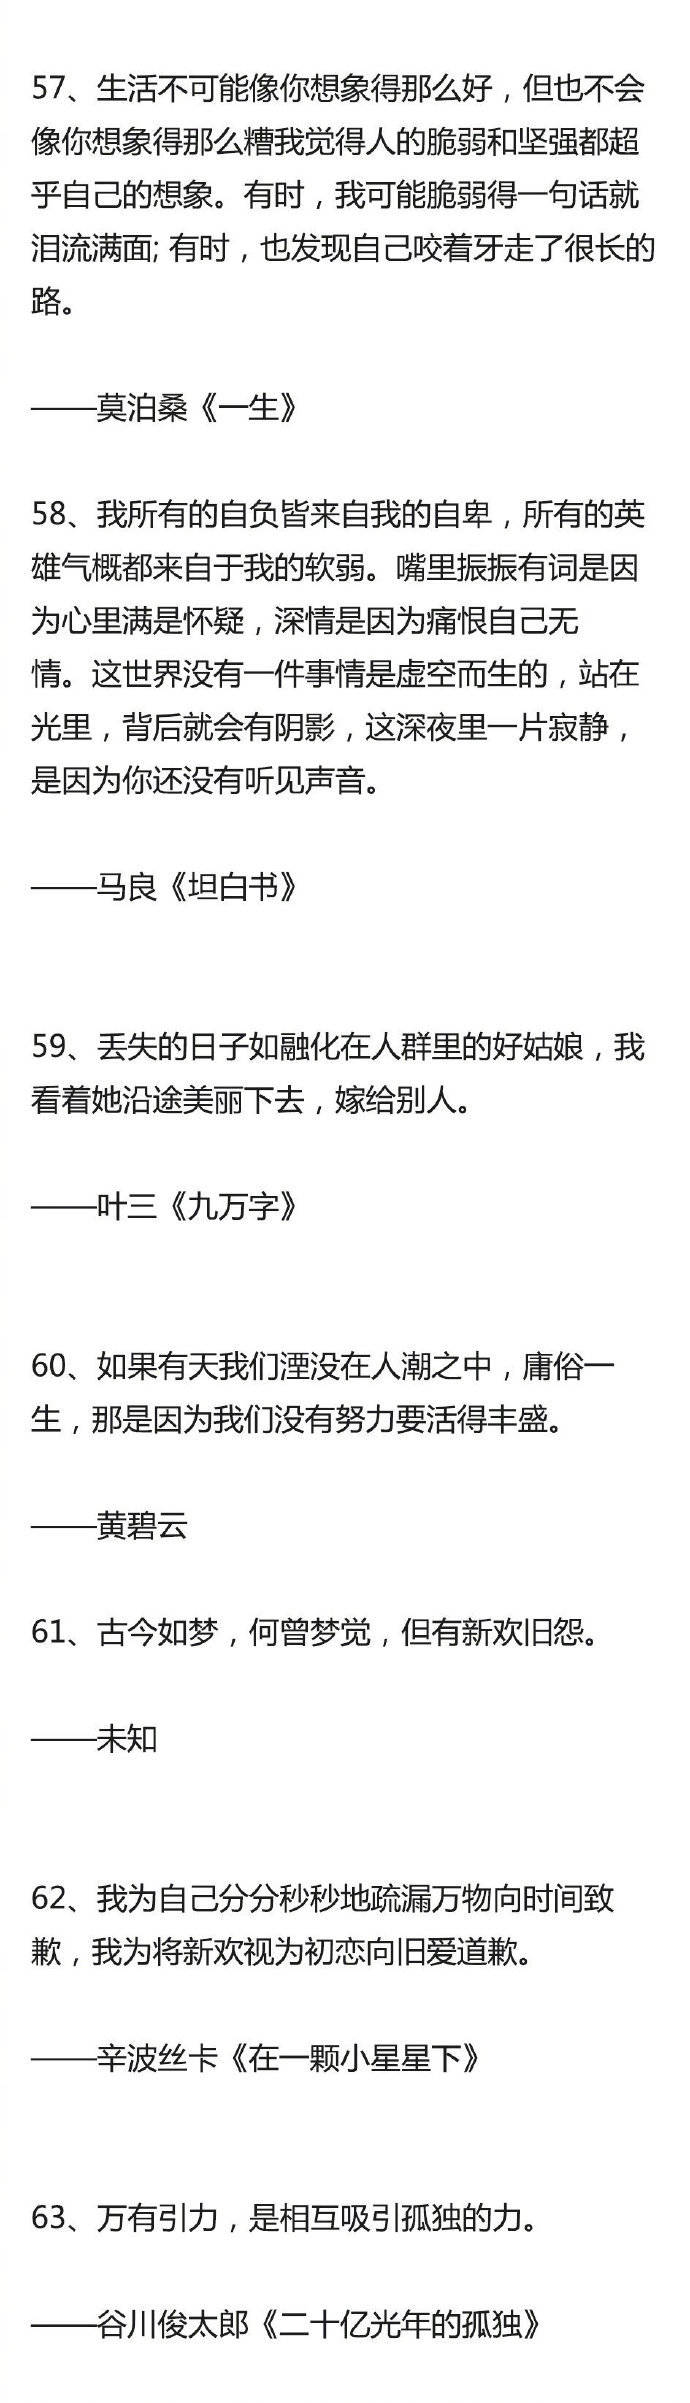 57、生活不可能像你想象得那么好，但也不会
像你想象得那么糟我觉得人的脆弱和坚强都超
乎自己的想象。有时，我可能脆弱得一句话就
泪流满面; 有时，也发现自己咬着牙走了很长的
路。
——莫泊桑《一生》
58、我所有的自负皆来自我的自卑，所有的英
雄气概都来自于我的软弱。嘴里振振有词是因
为心里满是怀疑，深情是因为痛恨自己无
情。这世界没有一件事情是虚空而生的，站在
光里，背后就会有阴影，这深夜里一片寂静，
是因为你还没有听见声音。
——马良《坦白书》
59、丢失的日子如融化在人群里的好姑娘，我
看着她沿途美丽下去，嫁给别人。
——叶三《九万字》
60、如果有天我们湮没在人潮之中，庸俗一
生，那是因为我们没有努力要活得丰盛。
——黄碧云
61、古今如梦，何曾梦觉，但有新欢旧怨。
——未知
62、我为自己分分秒秒地疏漏万物向时间致
歉，我为将新欢视为初恋向旧爱道歉。
——辛波丝卡《在一颗小星星下》
63、万有引力，是相互吸引孤独的力。
——谷川俊太郎《二十亿光年的孤独》